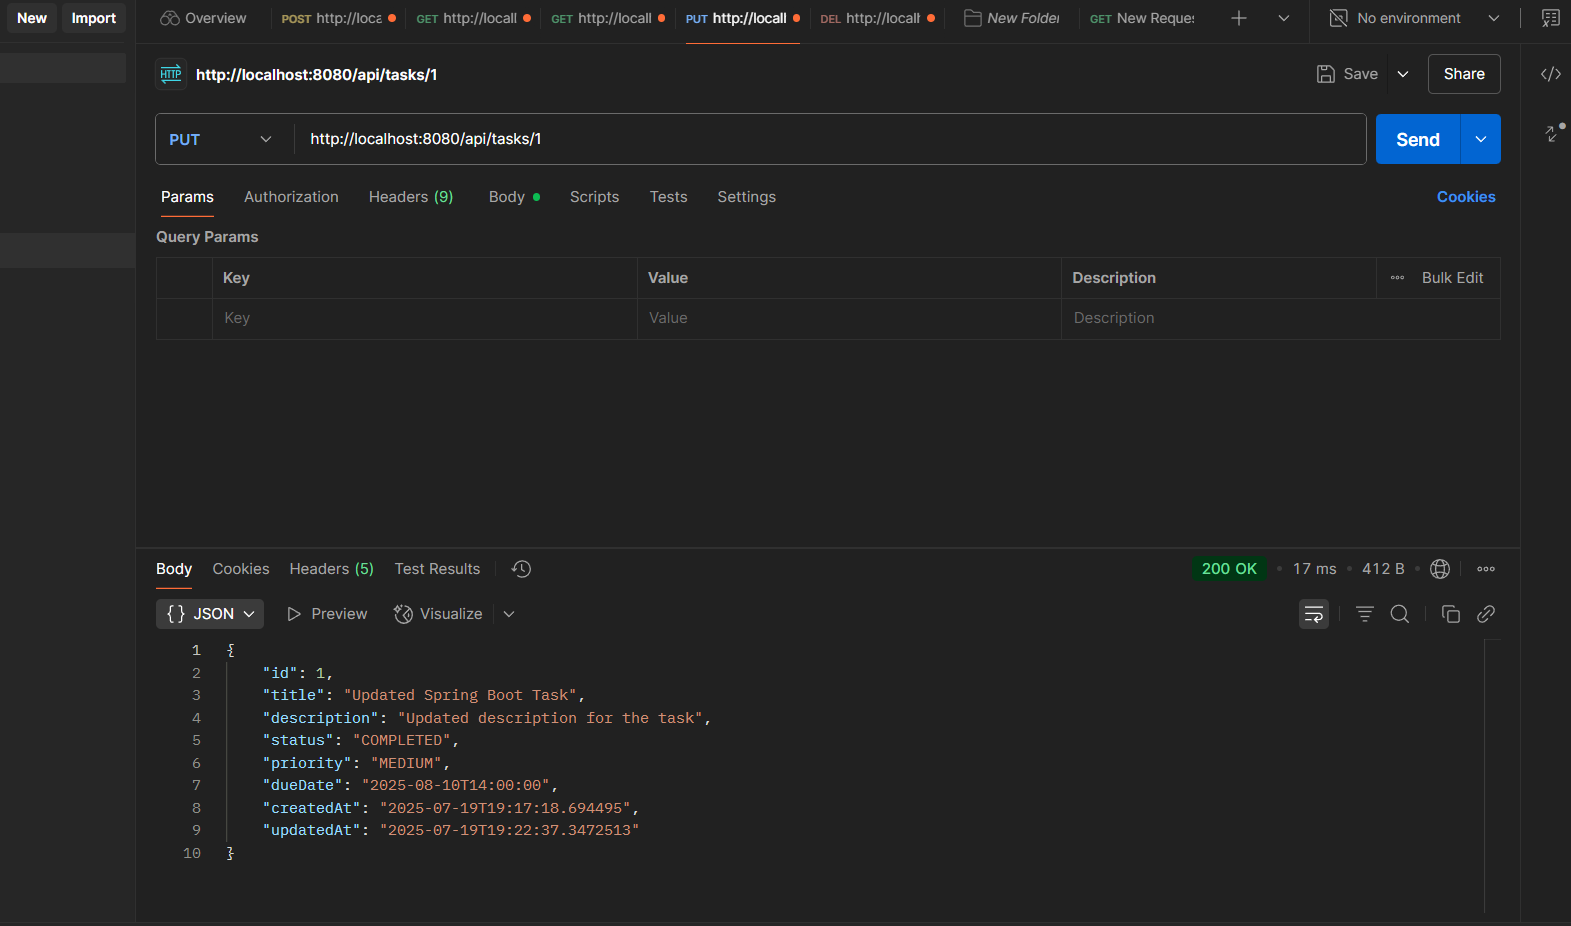 New Import Overview POST http://loca GET http://locall GET http://locall PUT http://locall DEL http://localh New Folder GET New Reques No environment
HTTP http://localhost:8080/api/tasks/1 Save Share
PUT http://localhost:8080/api/tasks/1 Send
Params Authorization Headers (9) Body Scripts Tests Settings Cookies
Query Params
Key Value Description Bulk Edit
Key Value Description
Body Cookies Headers (5) Test Results 200 OK • 17 ms • 412 B •
{} JSON Preview Visualize
1 {
2 "id": 1,
3 "title": "Updated Spring Boot Task",
4 "description": "Updated description for the task",
5 "status": "COMPLETED",
6 "priority": "MEDIUM",
7 "dueDate": "2025-08-10T14:00:00",
8 "createdAt": "2025-07-19T19:17:18.694495",
9 "updatedAt": "2025-07-19T19:22:37.3472513"
10 }